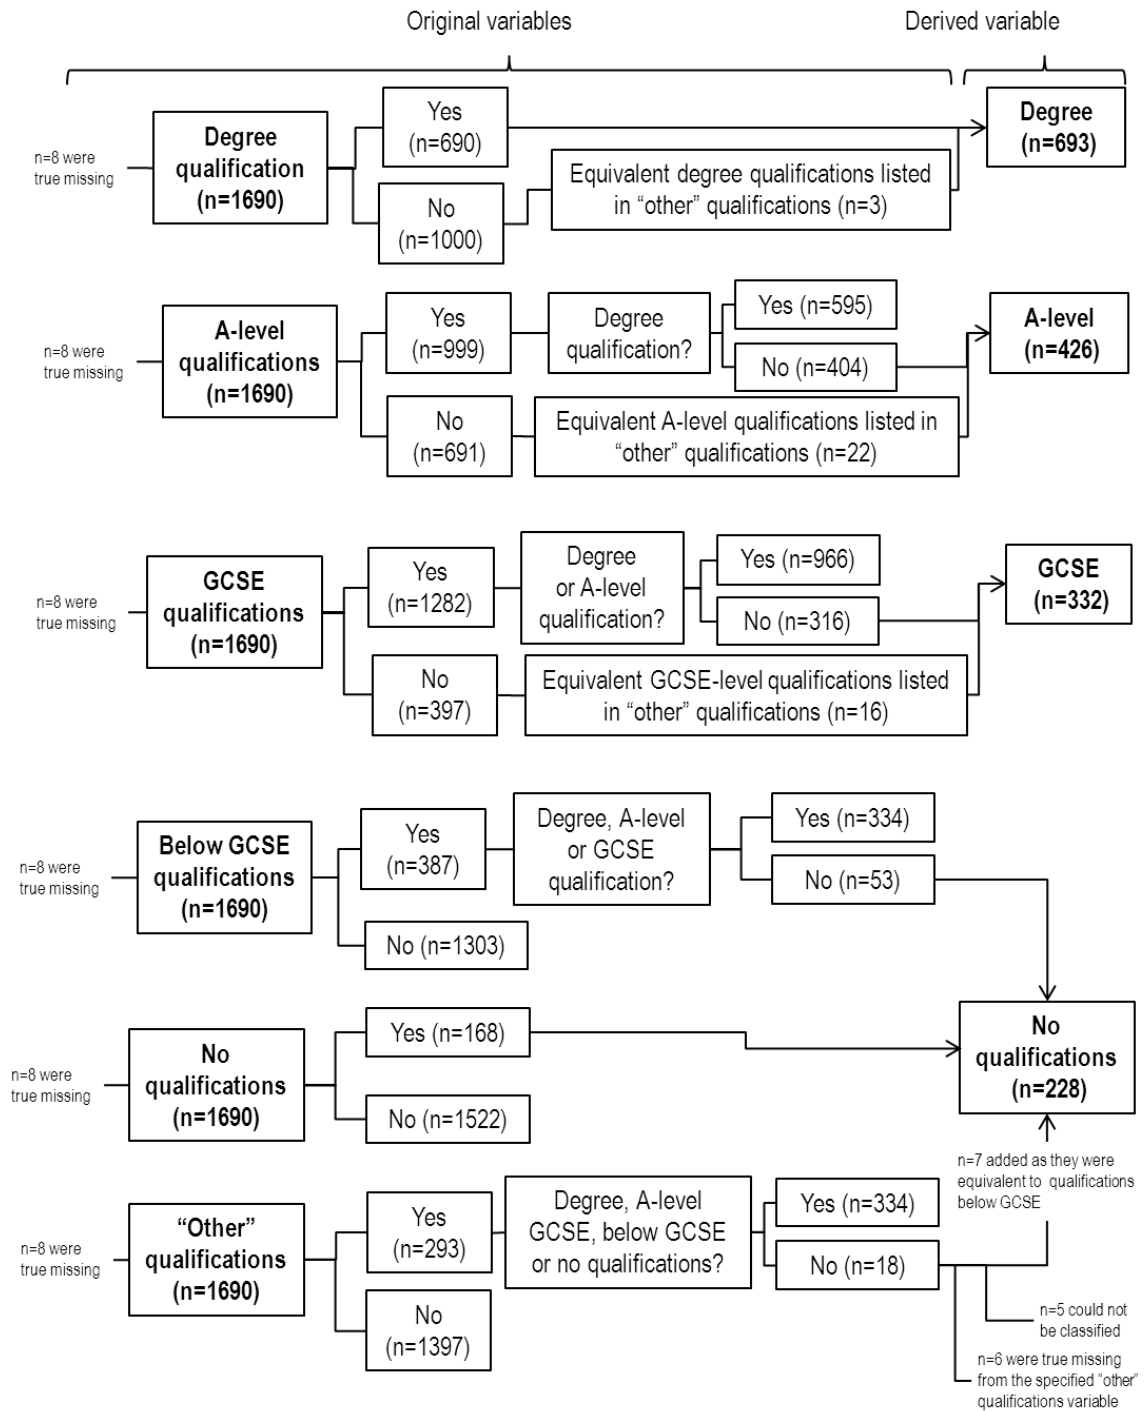 Original variables
Derived variable
n=8 were
true missing
Degree
qualification
(n=1690)
Yes
(n=690)
No
(n=1000)
Equivalent degree qualifications listed
in “other” qualifications (n=3)
Degree
(n=693)
n=8 were
true missing
A-level
qualifications
(n=1690)
Yes
(n=999)
No
(n=691)
Degree
qualification?
Yes (n=595)
No (n=404)
Equivalent A-level qualifications listed in
“other” qualifications (n=22)
A-level
(n=426)
n=8 were
true missing
GCSE
qualifications
(n=1690)
Yes
(n=1282)
No
(n=397)
Degree
or A-level
qualification?
Yes (n=966)
No (n=316)
Equivalent GCSE-level qualifications listed
in “other” qualifications (n=16)
GCSE
(n=332)
n=8 were
true missing
Below GCSE
qualifications
(n=1690)
Yes
(n=387)
No (n=1303)
Degree, A-level
or GCSE
qualification?
Yes (n=334)
No (n=53)
n=8 were
true missing
No
qualifications
(n=1690)
Yes (n=168)
No (n=1522)
No
qualifications
(n=228)
n=7 added as they were
equivalent to qualifications
below GCSE
n=8 were
true missing
“Other”
qualifications
(n=1690)
Yes
(n=293)
No
(n=1397)
Degree, A-level
GCSE, below GCSE
or no qualifications?
Yes (n=334)
No (n=18)
n=5 could not
be classified
n=6 were true missing
from the specified “other”
qualifications variable